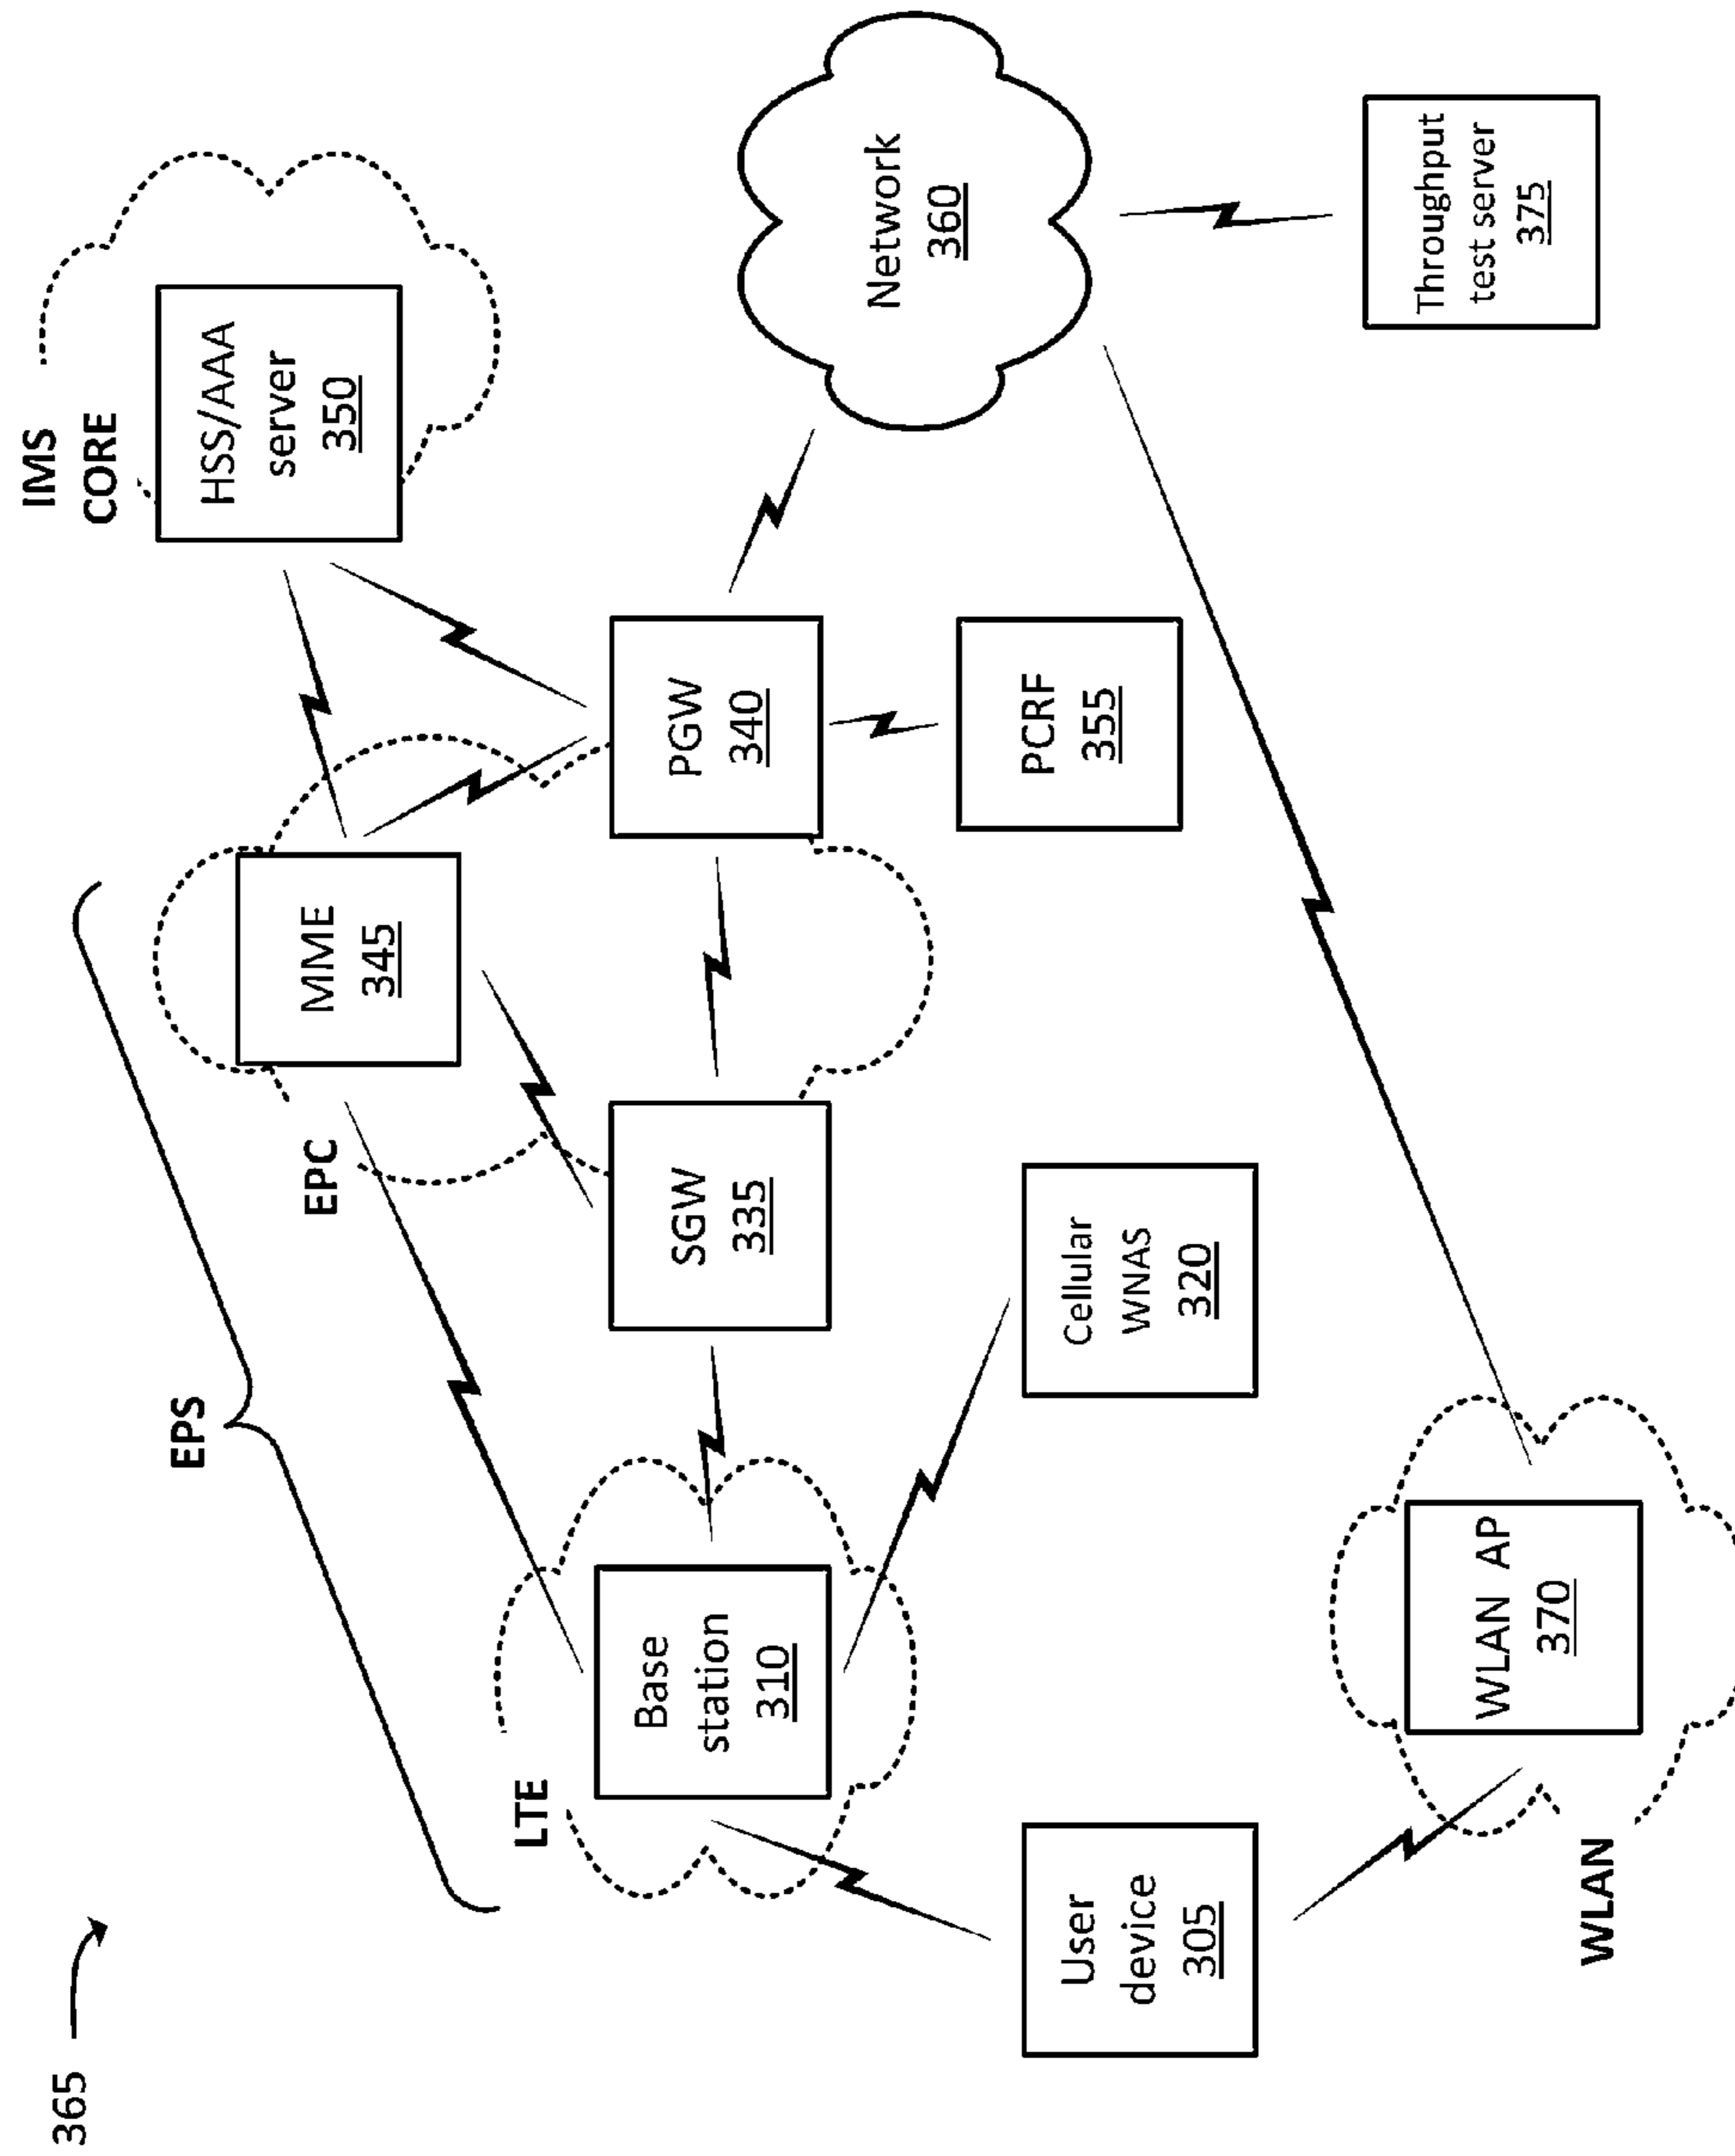 365
EPS
IMS
CORE
HSS/AAA
server
350
EPC
MME
345
LTE
Base
station
310
SGW
335
PGW
340
Network
360
User
device
305
Cellular
WNAS
320
PCRF
355
WLAN
WLAN AP
370
Throughput
test server
375